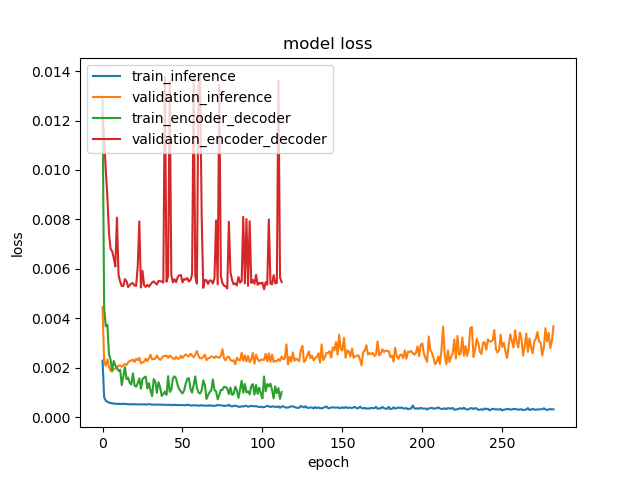 model loss
train_inference
validation_inference
train_encoder_decoder
validation_encoder_decoder
loss
0.014
0.012
0.010
0.008
0.006
0.004
0.002
0.000
0 50 100 150 200 250
epoch